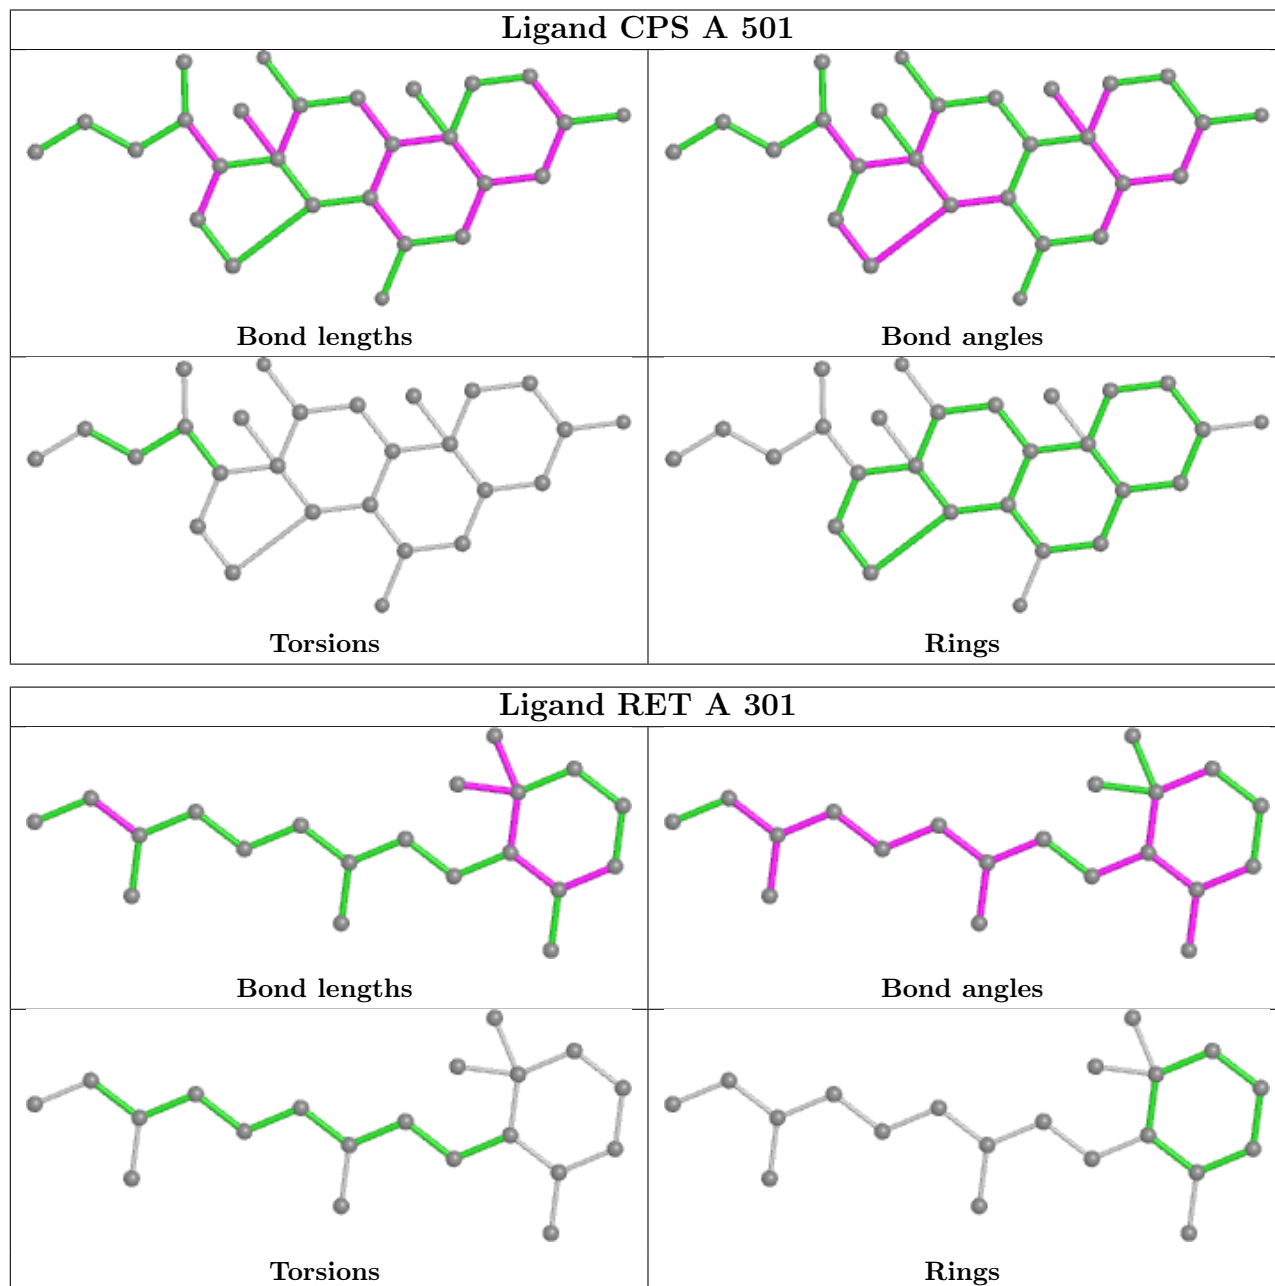 Ligand CPS A 501
Bond lengths
Bond angles
Torsions
Rings
Ligand RET A 301
Bond lengths
Bond angles
Torsions
Rings